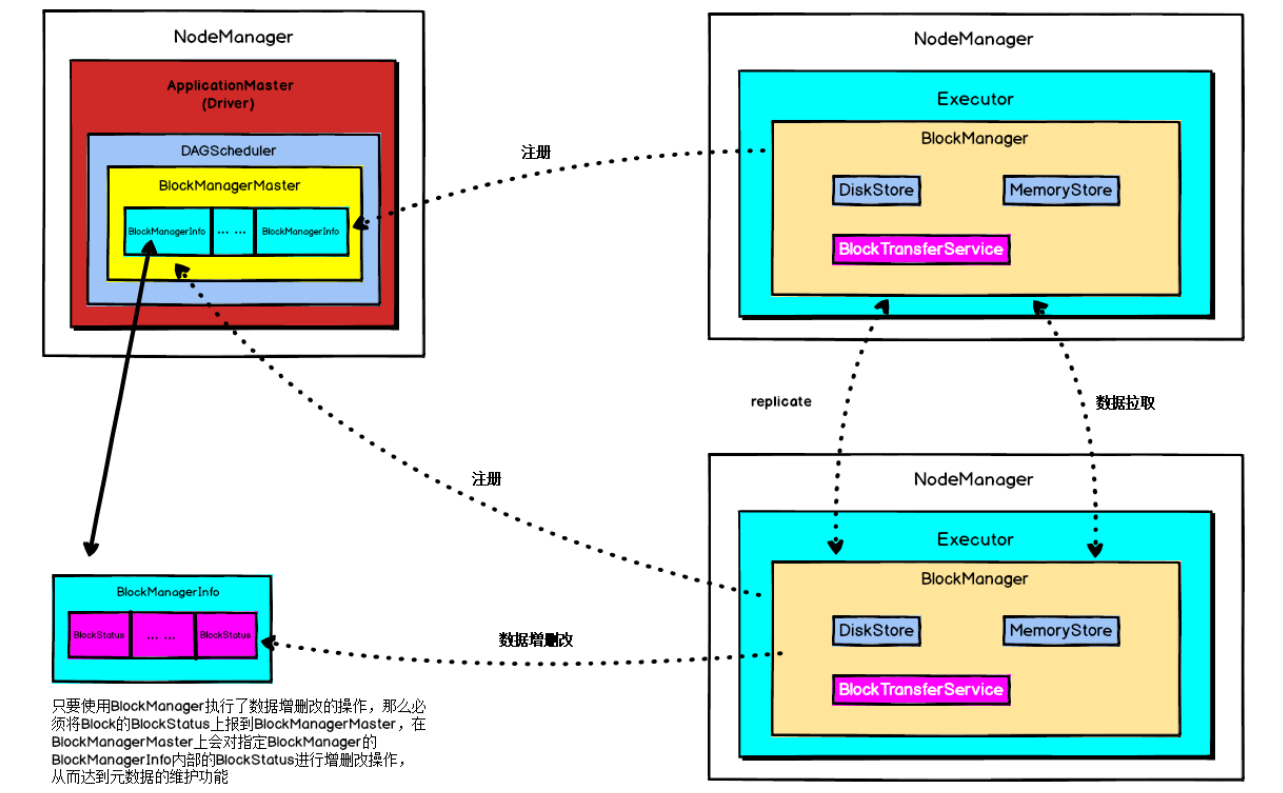 NodeManager
ApplicationMaster
(Driver)
DAGScheduler
BlockManagerMaster
BlockManagerInfo
... ...
BlockManagerInfo
注册
NodeManager
Executor
BlockManager
DiskStore
MemoryStore
BlockTransferService
replicate
数据拉取
注册
NodeManager
Executor
BlockManager
DiskStore
MemoryStore
BlockTransferService
数据增删改
BlockManagerInfo
BlockStatus
... ...
BlockStatus
只要使用BlockManager执行了数据增删改的操作，那么必
须将Block的BlockStatus上报到BlockManagerMaster，在
BlockManagerMaster上会对指定BlockManager的
BlockManagerInfo内部的BlockStatus进行增删改操作，
从而达到元数据的维护功能